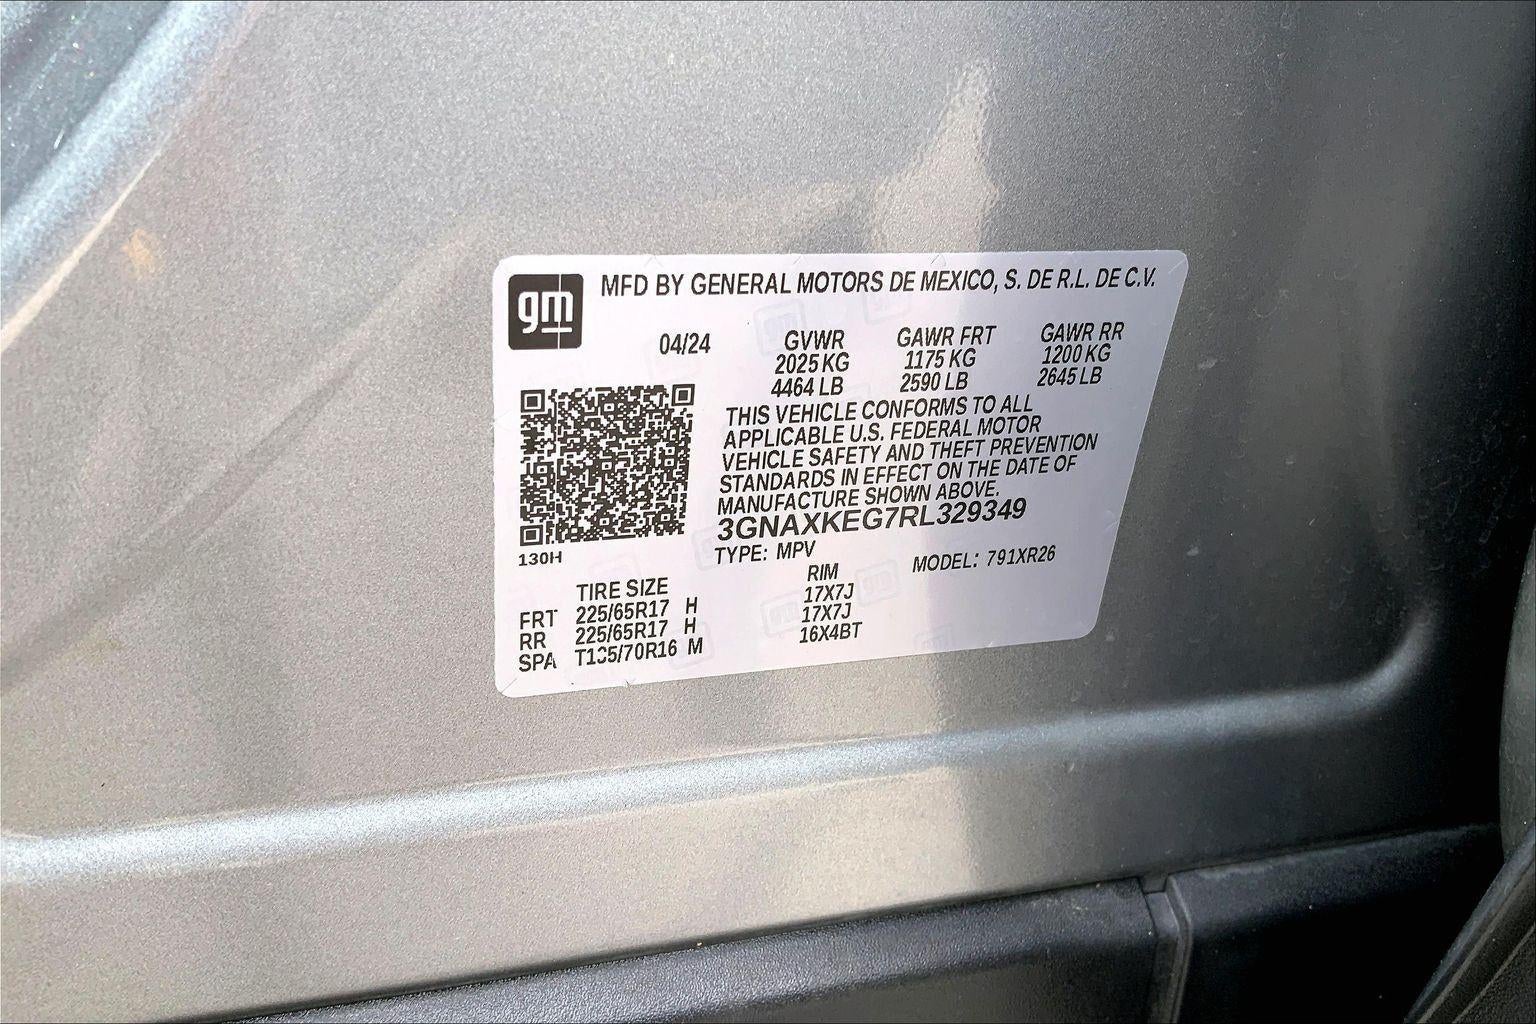 gm
MFD BY GENERAL MOTORS DE MEXICO, S. DE R.L. DE C.V.
04/24 GVWR GAWR FRT GAWR RR
2025 KG 1175 KG 1200 KG
4464 LB 2590 LB 2645 LB
THIS VEHICLE CONFORMS TO ALL
APPLICABLE U.S. FEDERAL MOTOR
VEHICLE SAFETY AND THEFT PREVENTION
STANDARDS IN EFFECT ON THE DATE OF
MANUFACTURE SHOWN ABOVE.
3GNAXKEG7RL329349
130H
TYPE: MPV MODEL: 791XR26
TIRE SIZE RIM
FRT 225/65R17 H 17X7J
RR 225/65R17 H 17X7J
SPA T135/70R16 M 16X4BT